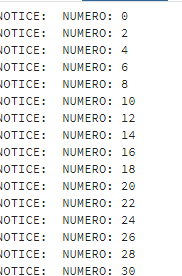 NOTICE:  NUMERO: 0
NOTICE:  NUMERO: 2
NOTICE:  NUMERO: 4
NOTICE:  NUMERO: 6
NOTICE:  NUMERO: 8
NOTICE:  NUMERO: 10
NOTICE:  NUMERO: 12
NOTICE:  NUMERO: 14
NOTICE:  NUMERO: 16
NOTICE:  NUMERO: 18
NOTICE:  NUMERO: 20
NOTICE:  NUMERO: 22
NOTICE:  NUMERO: 24
NOTICE:  NUMERO: 26
NOTICE:  NUMERO: 28
NOTICE:  NUMERO: 30